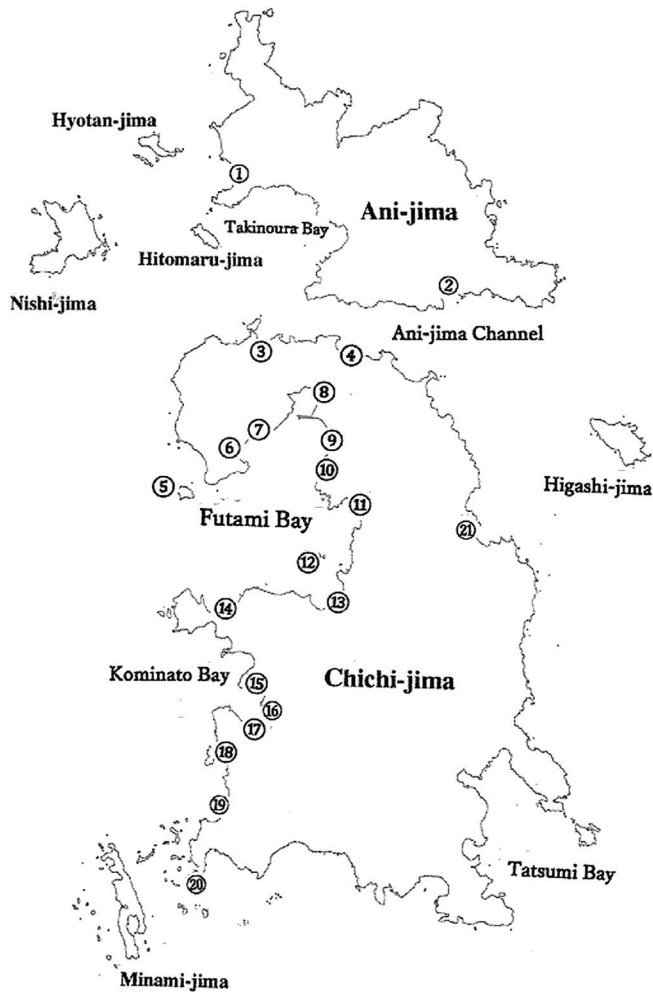 Hyotan-jima
①
Ani-jima
Takinoura Bay
Hitomaru-jima
Nishi-jima
②
Ani-jima Channel
③
④
⑧
⑦
⑨
⑥
⑩
⑤
Higashi-jima
⑪
Futami Bay
㉑
⑫
⑬
⑭
Kominato Bay
Chichi-jima
⑮
⑯
⑰
⑱
⑲
Tatsumi Bay
⑳
Minami-jima